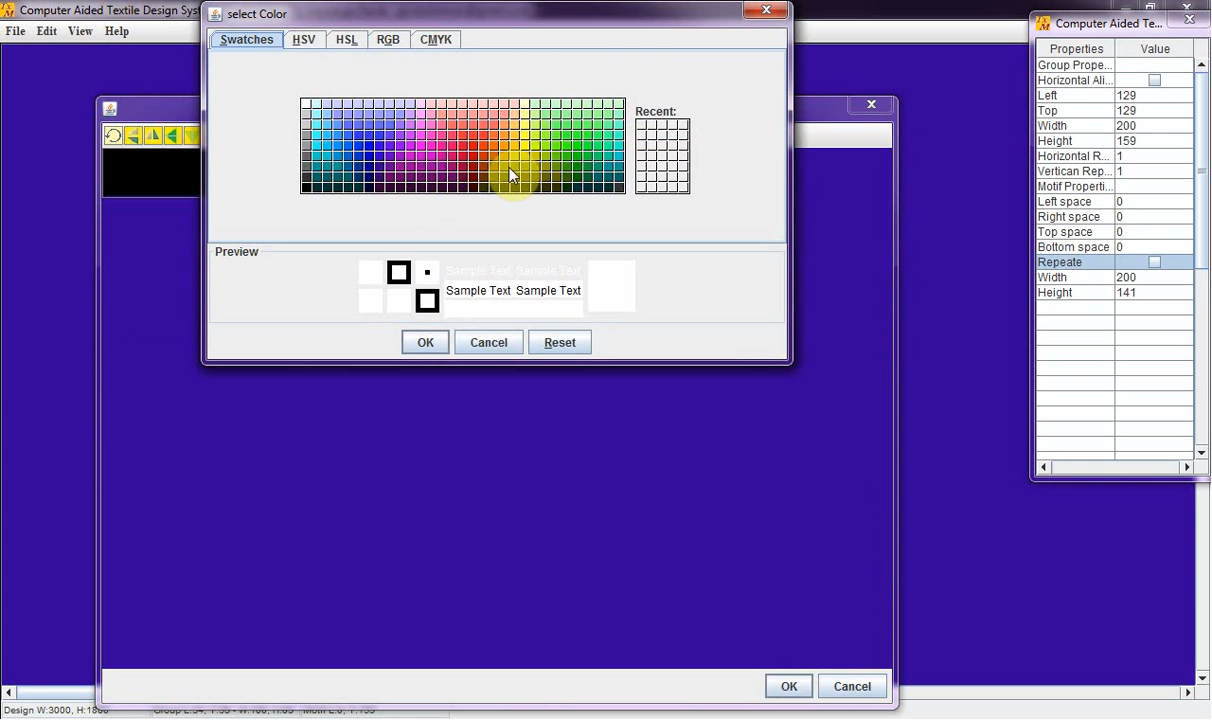 Computer Aided Textile Design Sys
select Color
Computer Aided Te...
File Edit View Help
Swatches HSV HSL RGB CMYK
Properties Value
Group Prope...
Horizontal Ali...
Left 129
Top 129
Width 200
Height 159
Horizontal R... 1
Vertican Rep... 1
Motif Properti...
Left space 0
Right space 0
Top space 0
Bottom space 0
Repeate
Width 200
Height 141
Recent:
Preview
Sample Text Sample Text
Sample Text Sample Text
OK Cancel Reset
OK Cancel
Design W:3000, H:1800